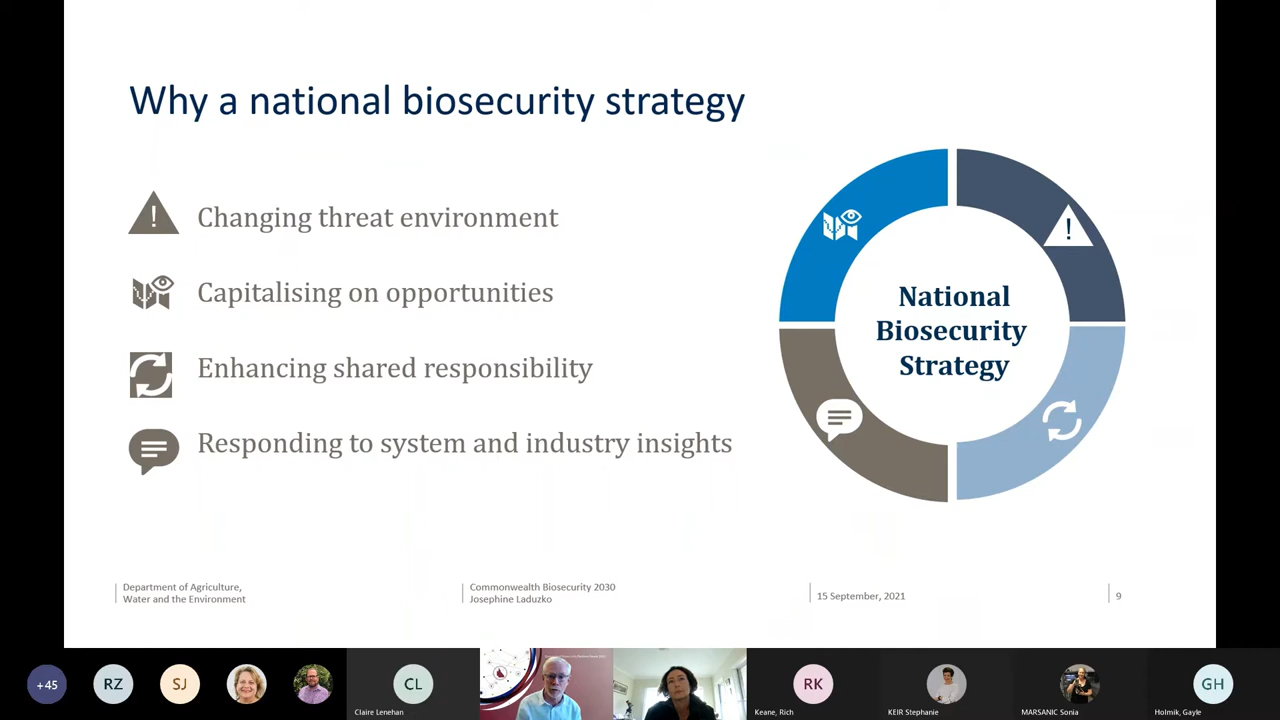 Why a national biosecurity strategy
! Changing threat environment
Capitalising on opportunities
Enhancing shared responsibility
Responding to system and industry insights
!
National
Biosecurity
Strategy
Department of Agriculture,
Water and the Environment
Commonwealth Biosecurity 2030
Josephine Laduzko
15 September, 2021
9
+45
RZ
SJ
CL
Claire Lenehan
RK
Keane, Rich
KEIR Stephanie
MARSANIC Sonia
GH
Holmik, Gayle